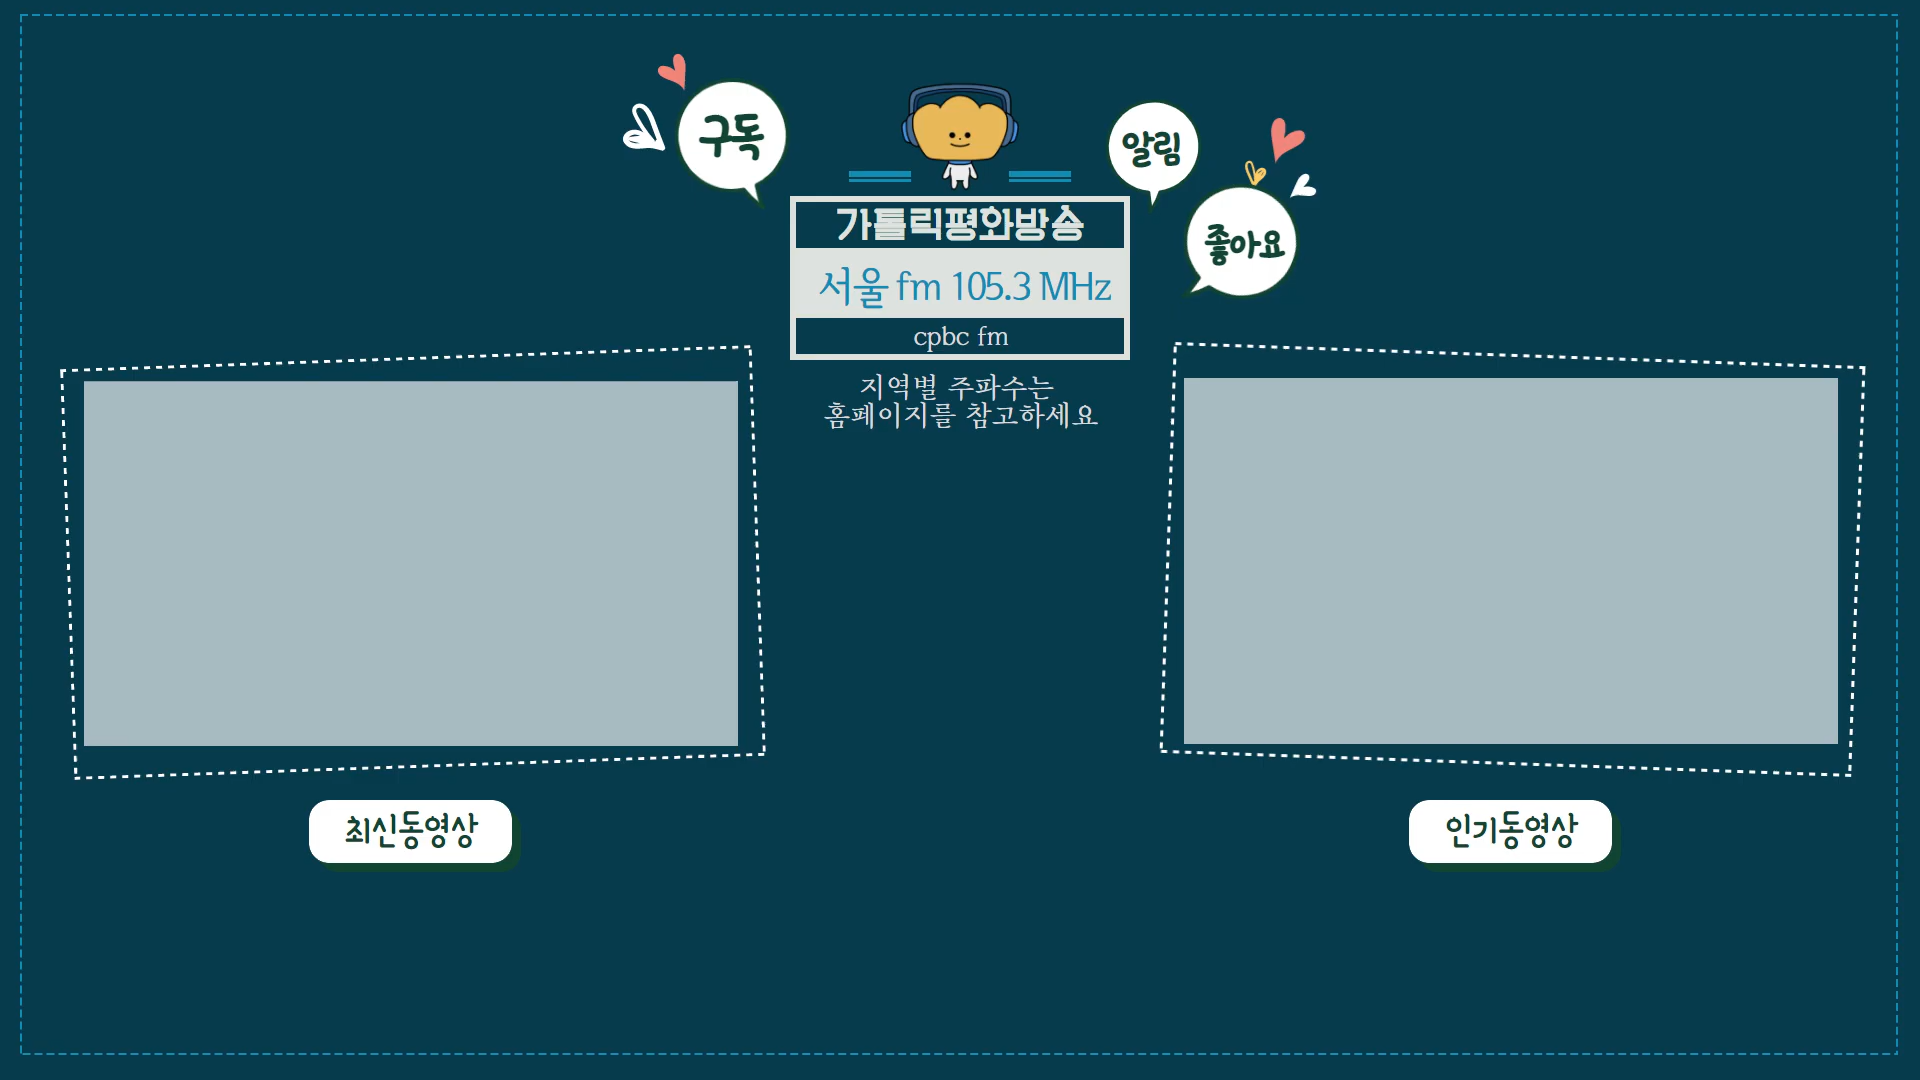 구독
알림
좋아요
가톨릭평화방송
서울 fm 105.3 MHz
cpbc fm
지역별 주파수는
홈페이지를 참고하세요
최신동영상
인기동영상